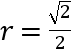 r = √2/2